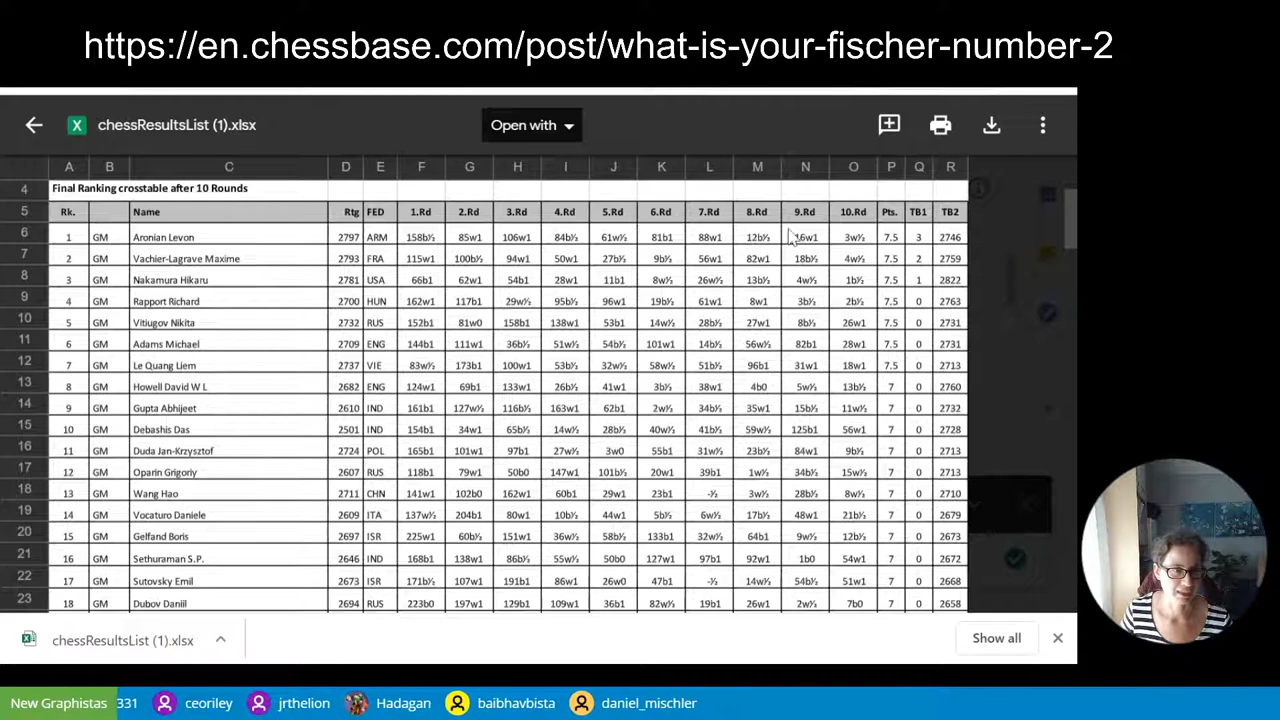 https://en.chessbase.com/post/what-is-your-fischer-number-2
chessResultsList (1).xlsx Open with
A B C D E F G H I J K L M N O P Q R
4 Final Ranking crosstable after 10 Rounds
5 Rk. Name Rtg FED 1.Rd 2.Rd 3.Rd 4.Rd 5.Rd 6.Rd 7.Rd 8.Rd 9.Rd 10.Rd Pts. TB1 TB2
6 1 GM Aronian Levon 2797 ARM 158b½ 85w1 106w1 84b½ 61w½ 81b1 88w1 12b½ 16w1 3w½ 7.5 3 2746
7 2 GM Vachier-Lagrave Maxime 2793 FRA 115w1 100b½ 94w1 50w1 27b½ 9b½ 56w1 82w1 18b½ 4w½ 7.5 2 2759
8 3 GM Nakamura Hikaru 2781 USA 66b1 62w1 54b1 28w1 11b1 8w½ 26w½ 13b½ 4w½ 1b½ 7.5 1 2822
9 4 GM Rapport Richard 2700 HUN 162w1 117b1 29w½ 95b½ 96w1 19b½ 61w1 8w1 3b½ 2b½ 7.5 0 2763
10 5 GM Vitiugov Nikita 2732 RUS 152b1 81w0 158b1 138w1 53b1 14w½ 28b½ 27w1 8b½ 26w1 7.5 0 2731
11 6 GM Adams Michael 2709 ENG 144b1 111w1 36b½ 51w½ 54b½ 101w1 14b½ 56w½ 82b1 28w1 7.5 0 2731
12 7 GM Le Quang Liem 2737 VIE 83w½ 173b1 100w1 53b½ 32w½ 58w½ 51b½ 96b1 31w1 18w1 7.5 0 2713
13 8 GM Howell David W L 2682 ENG 124w1 69b1 133w1 26b½ 41w1 3b½ 38w1 4b0 5w½ 13b½ 7 0 2760
14 9 GM Gupta Abhijeet 2610 IND 161b1 127w½ 116b½ 163w1 62b1 2w½ 34b½ 35w1 15b½ 11w½ 7 0 2732
15 10 GM Debashis Das 2501 IND 154b1 34w1 65b½ 14w½ 28b½ 40w½ 41b½ 59w½ 125b1 56w1 7 0 2728
16 11 GM Duda Jan-Krzysztof 2724 POL 165b1 101w1 97b1 27w½ 3w0 55b1 31w½ 23b½ 84w1 9b½ 7 0 2713
17 12 GM Oparin Grigoriy 2607 RUS 118b1 79w1 50b0 147w1 101b½ 20w1 39b1 1w½ 34b½ 15w½ 7 0 2713
18 13 GM Wang Hao 2711 CHN 141w1 102b0 162w1 60b1 29w1 23b1 -½ 3w½ 28b½ 8w½ 7 0 2710
19 14 GM Vocaturo Daniele 2609 ITA 137w½ 204b1 80w1 10b½ 44w1 5b½ 6w½ 17b½ 48w1 21b½ 7 0 2679
20 15 GM Gelfand Boris 2697 ISR 225w1 60b½ 151w1 36w½ 58b½ 133b1 32w½ 64b1 9w½ 12b½ 7 0 2673
21 16 GM Sethuraman S.P. 2646 IND 168b1 138w1 86b½ 55w½ 50b0 127w1 97b1 92w1 1b0 54w1 7 0 2672
22 17 GM Sutovsky Emil 2673 ISR 171b½ 107w1 191b1 86w1 26w0 47b1 -½ 14w½ 54b½ 51w1 7 0 2668
23 18 GM Dubov Daniil 2694 RUS 223b0 197w1 129b1 109w1 36b1 82w½ 19b1 26w1 2w½ 7b0 7 0 2658
chessResultsList (1).xlsx Show all
New Graphistas 331 ceoriley jrthelion Hadagan baibhavbista daniel_mischler